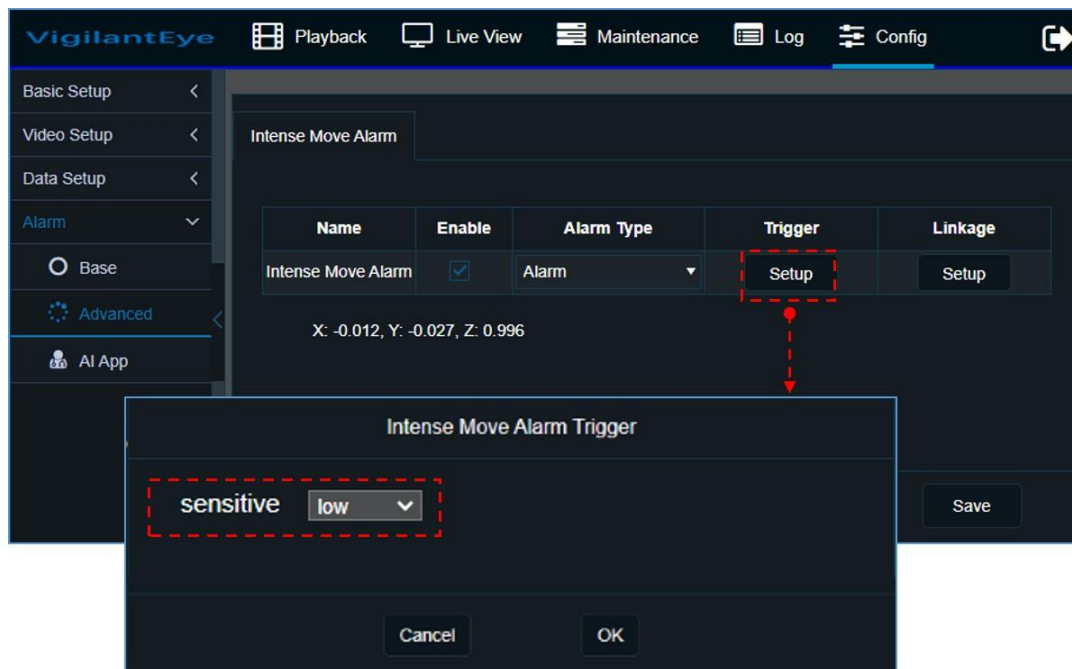 VigilantEye Playback Live View Maintenance Log Config
Basic Setup
Video Setup
Data Setup
Alarm
Base
Advanced
AI App
Intense Move Alarm
Name Enable Alarm Type Trigger Linkage
Intense Move Alarm Alarm Setup Setup
X: -0.012, Y: -0.027, Z: 0.996
Intense Move Alarm Trigger
sensitive low
Save
Cancel OK